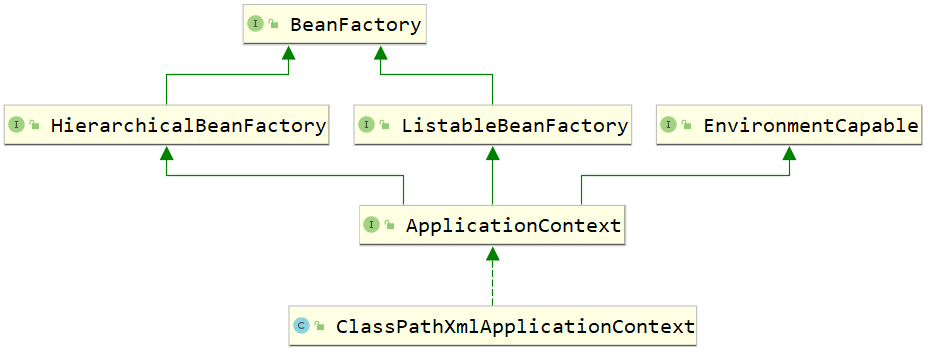 I BeanFactory
I HierarchicalBeanFactory
I ListableBeanFactory
I EnvironmentCapable
I ApplicationContext
C ClassPathXmlApplicationContext